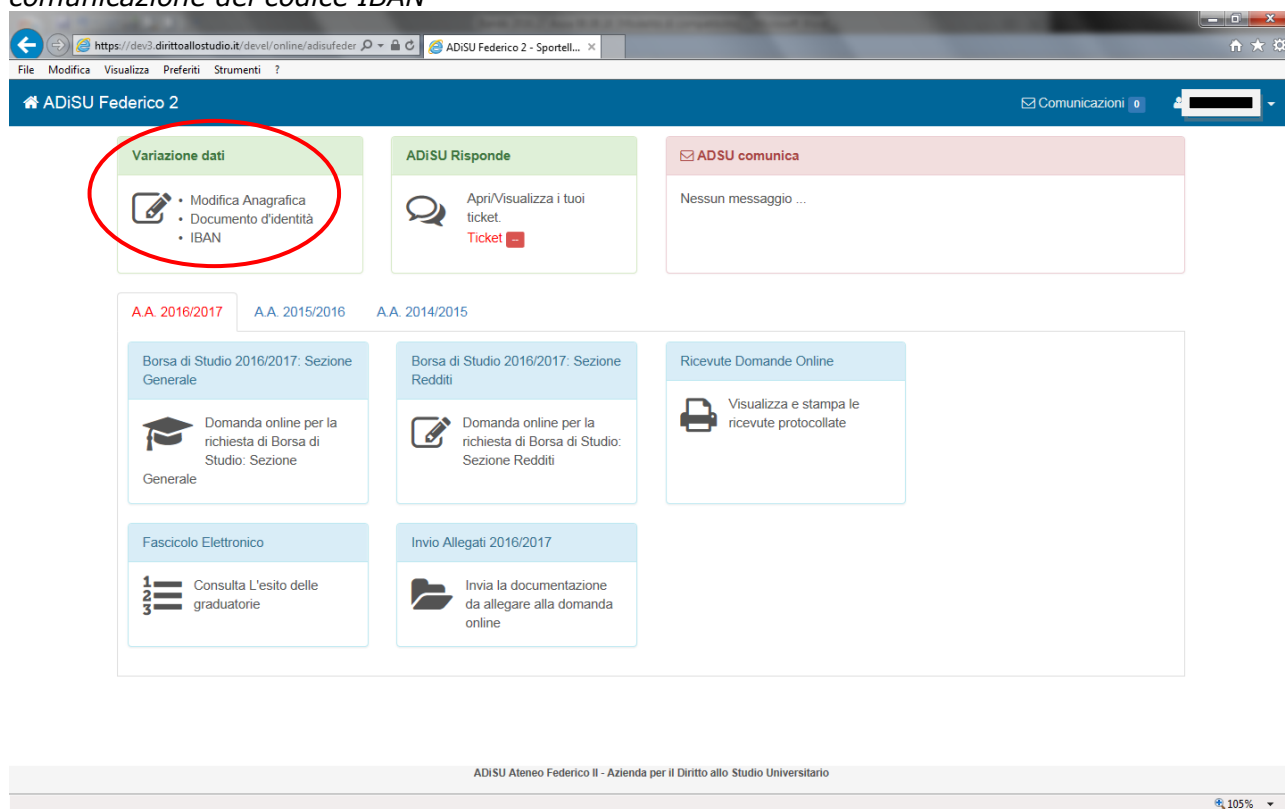 comunicazione del codice IBAN
https://dev3.dirittoallostudio.it/devel/online/adisufeder
ADiSU Federico 2 - Sportell...
File Modifica Visualizza Preferiti Strumenti ?
ADiSU Federico 2
Comunicazioni 0
Variazione dati
• Modifica Anagrafica
• Documento d'identità
• IBAN
ADiSU Risponde
Apri/Visualizza i tuoi
ticket.
Ticket –
ADSU comunica
Nessun messaggio ...
A.A. 2016/2017 A.A. 2015/2016 A.A. 2014/2015
Borsa di Studio 2016/2017: Sezione
Generale
Domanda online per la
richiesta di Borsa di
Studio: Sezione
Generale
Borsa di Studio 2016/2017: Sezione
Redditi
Domanda online per la
richiesta di Borsa di Studio:
Sezione Redditi
Ricevute Domande Online
Visualizza e stampa le
ricevute protocollate
Fascicolo Elettronico
1
2
3
Consulta L'esito delle
graduatorie
Invio Allegati 2016/2017
Invia la documentazione
da allegare alla domanda
online
ADiSU Ateneo Federico II - Azienda per il Diritto allo Studio Universitario
105%